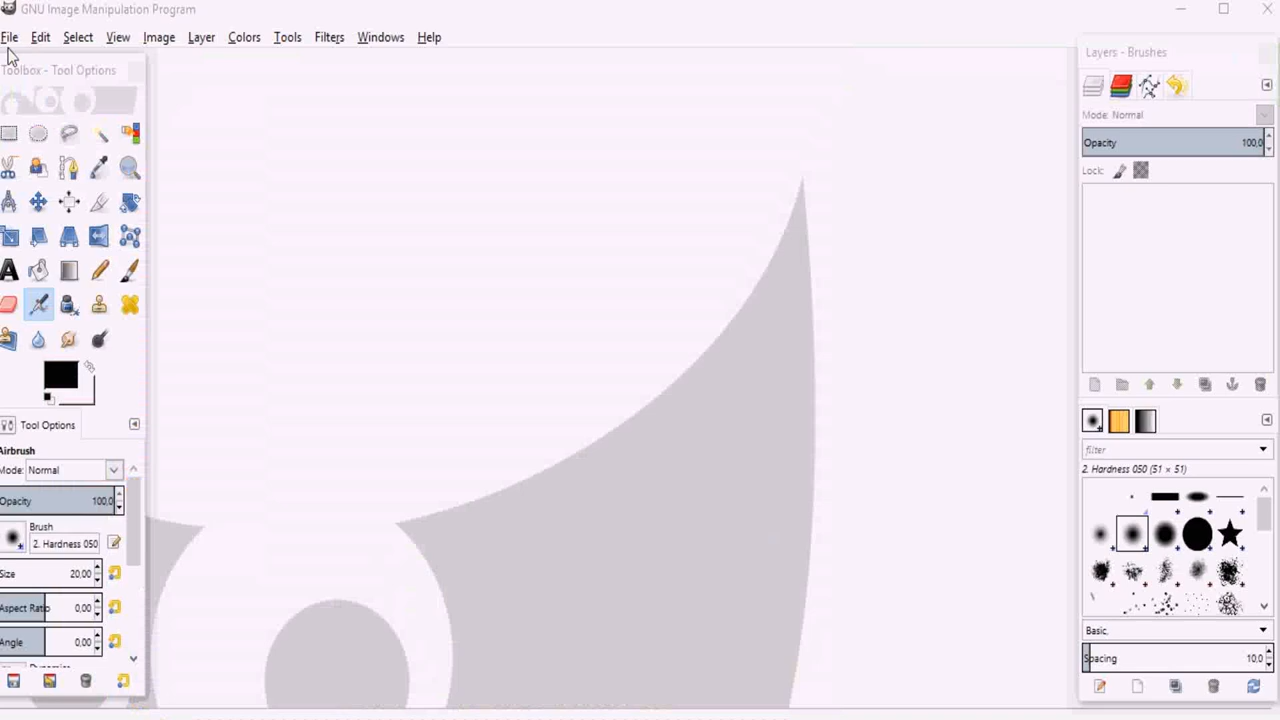 GNU Image Manipulation Program
File Edit Select View Image Layer Colors Tools Filters Windows Help
Toolbox - Tool Options
Tool Options
Airbrush
Mode: Normal
Opacity 100,0
Brush
2. Hardness 050
Size 20,00
Aspect Ratio 0,00
Angle 0,00
Dynamics
Layers - Brushes
Mode: Normal
Opacity 100,0
Lock:
filter
2. Hardness 050 (51 × 51)
Basic,
Spacing 10,0